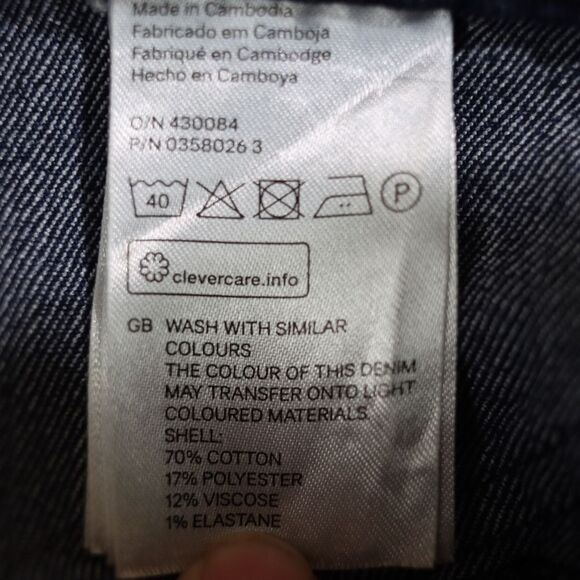 Made in Cambodia
Fabricado em Camboja
Fabriqué en Cambodge
Hecho en Camboya
O/N 430084
P/N 0358026 3
40
P
clevercare.info
GB WASH WITH SIMILAR
COLOURS
THE COLOUR OF THIS DENIM
MAY TRANSFER ONTO LIGHT
COLOURED MATERIALS.
SHELL:
70% COTTON
17% POLYESTER
12% VISCOSE
1% ELASTANE